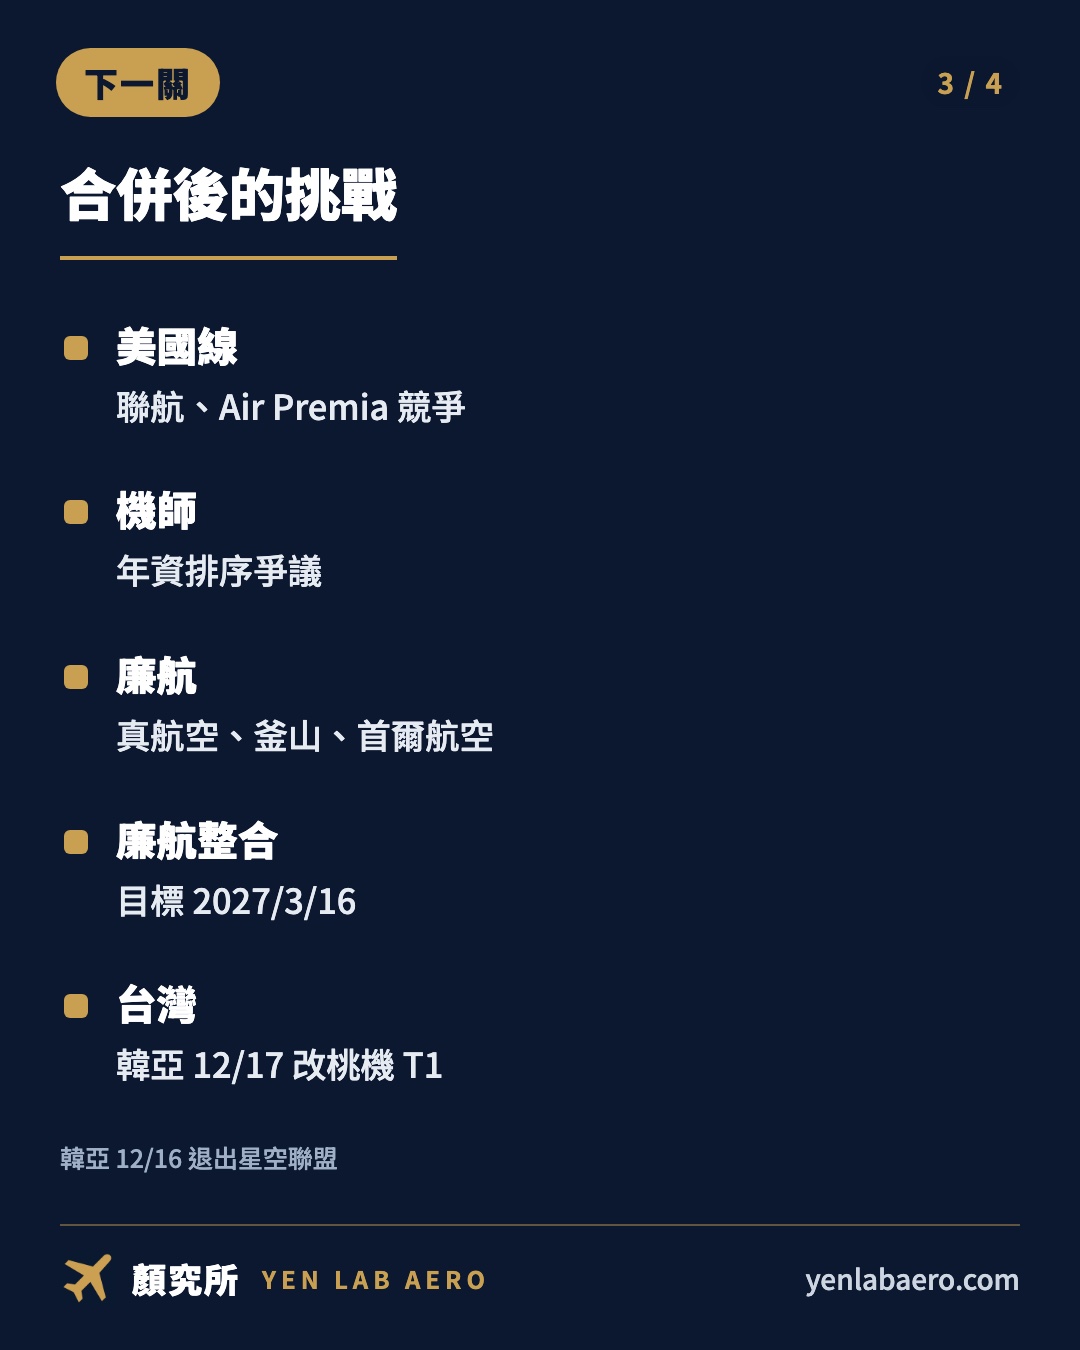 下一關
3 / 4
合併後的挑戰
美國線
聯航、Air Premia 競爭
機師
年資排序爭議
廉航
真航空、釜山、首爾航空
廉航整合
目標 2027/3/16
台灣
韓亞 12/17 改桃機 T1
韓亞 12/16 退出星空聯盟
顏究所 YEN LAB AERO
yenlabaero.com